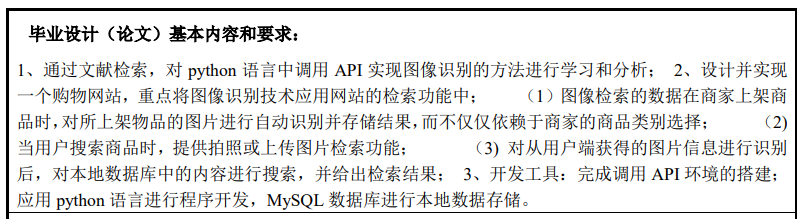 毕业设计（论文）基本内容和要求：
1、通过文献检索，对 python 语言中调用 API 实现图像识别的方法进行学习和分析； 2、设计并实现
一个购物网站，重点将图像识别技术应用网站的检索功能中； （1）图像检索的数据在商家上架商
品时，对所上架物品的图片进行自动识别并存储结果，而不仅仅依赖于商家的商品类别选择； （2）
当用户搜索商品时，提供拍照或上传图片检索功能； （3）对从用户端获得的图片信息进行识别
后，对本地数据库中的内容进行搜索，并给出检索结果； 3、开发工具：完成调用 API 环境的搭建；
应用 python 语言进行程序开发，MySQL 数据库进行本地数据存储。